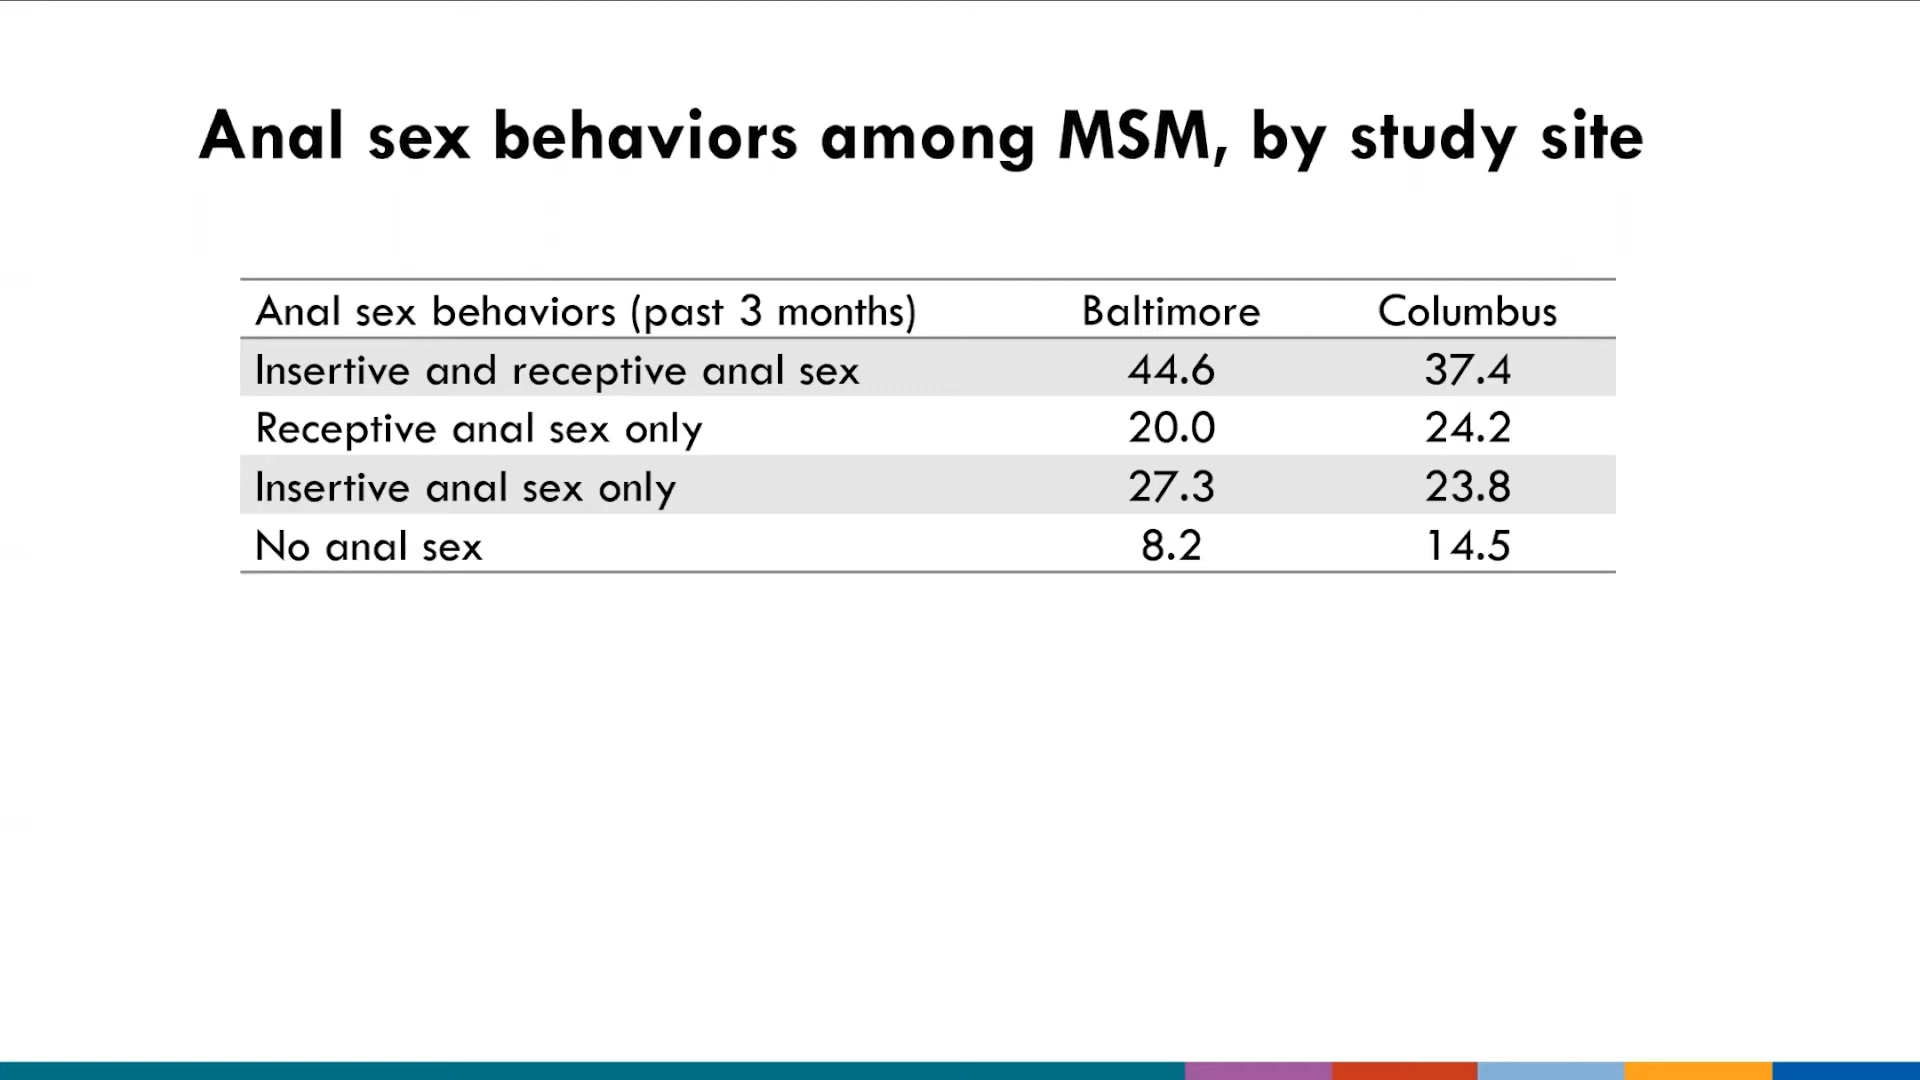 Anal sex behaviors among MSM, by study site
Anal sex behaviors (past 3 months) Baltimore Columbus
Insertive and receptive anal sex 44.6 37.4
Receptive anal sex only 20.0 24.2
Insertive anal sex only 27.3 23.8
No anal sex 8.2 14.5